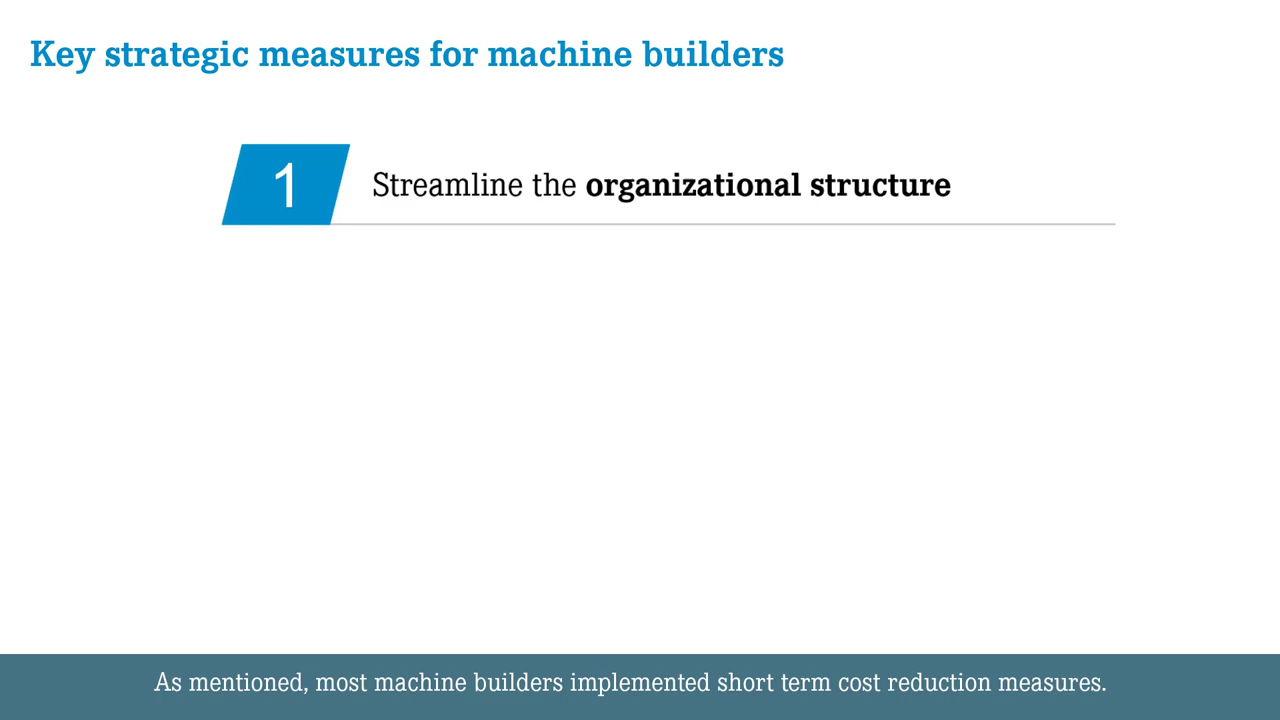 Key strategic measures for machine builders
1
Streamline the organizational structure
As mentioned, most machine builders implemented short term cost reduction measures.